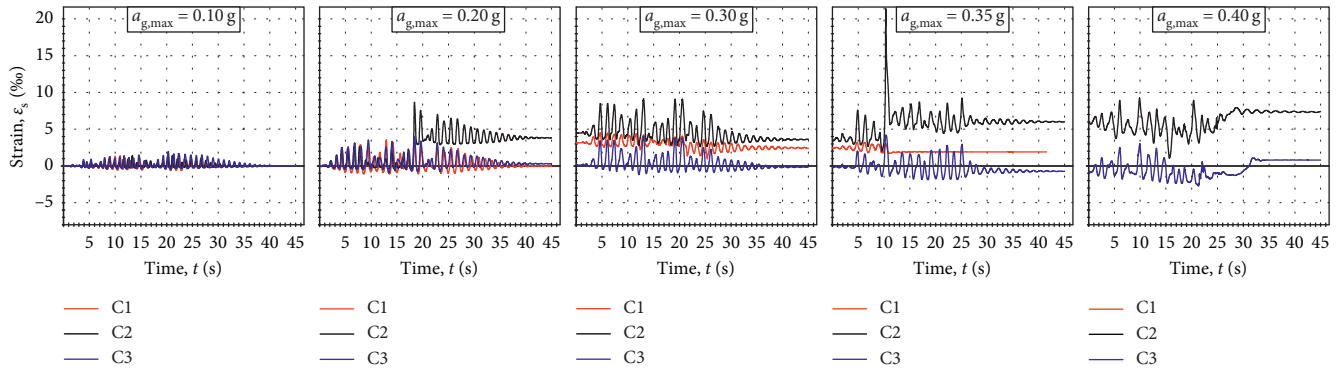 a_g,max = 0.10 g
a_g,max = 0.20 g
a_g,max = 0.30 g
a_g,max = 0.35 g
a_g,max = 0.40 g
Strain, ε_s (‰)
20
15
10
5
0
−5
5 10 15 20 25 30 35 40 45
5 10 15 20 25 30 35 40 45
5 10 15 20 25 30 35 40 45
5 10 15 20 25 30 35 40 45
5 10 15 20 25 30 35 40 45
Time, t (s)
Time, t (s)
Time, t (s)
Time, t (s)
Time, t (s)
C1
C2
C3
C1
C2
C3
C1
C2
C3
C1
C2
C3
C1
C2
C3